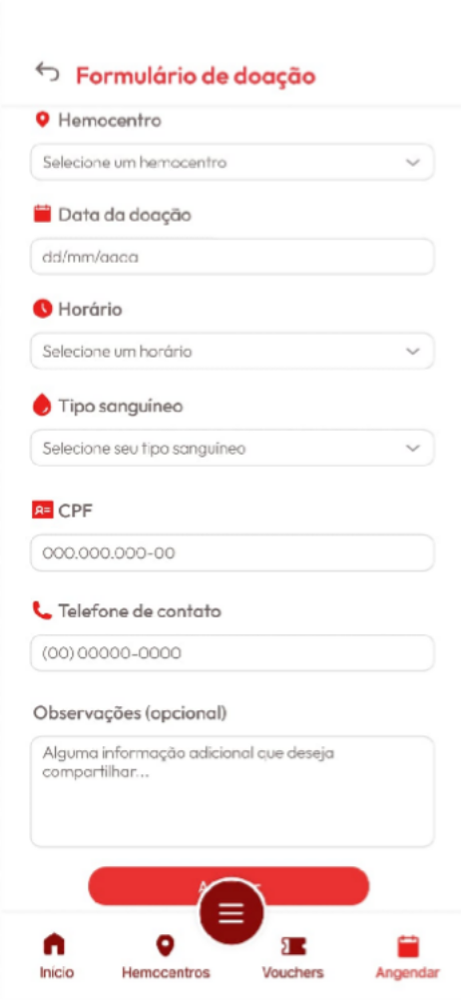 Formulário de doação
Hemocentro
Selecione um hemocentro
Data da doação
dd/mm/aaaa
Horário
Selecione um horário
Tipo sanguíneo
Selecione seu tipo sanguíneo
CPF
000.000.000-00
Telefone de contato
(00) 00000-0000
Observações (opcional)
Alguma informação adicional que deseja
compartilhar...
Inicio
Hemocentros
Vouchers
Angendar